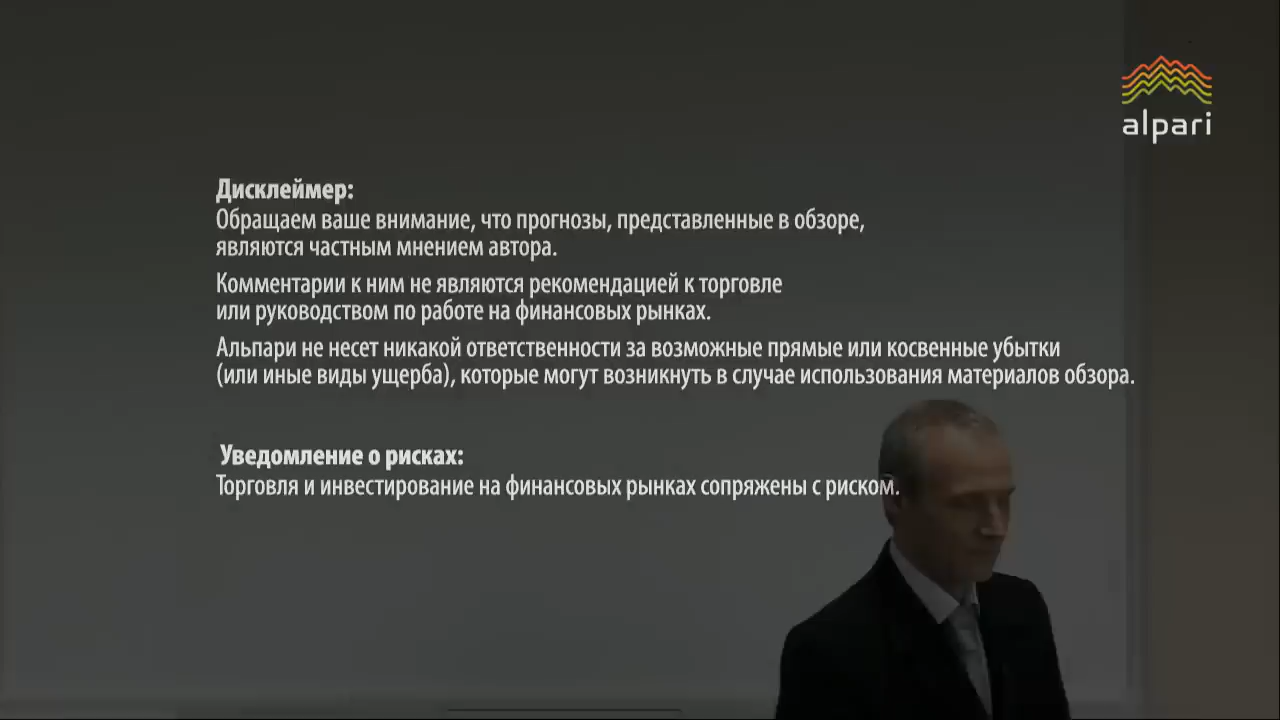 alpari
Дисклеймер:
Обращаем ваше внимание, что прогнозы, представленные в обзоре,
являются частным мнением автора.
Комментарии к ним не являются рекомендацией к торговле
или руководством по работе на финансовых рынках.
Альпари не несет никакой ответственности за возможные прямые или косвенные убытки
(или иные виды ущерба), которые могут возникнуть в случае использования материалов обзора.
Уведомление о рисках:
Торговля и инвестирование на финансовых рынках сопряжены с риском.